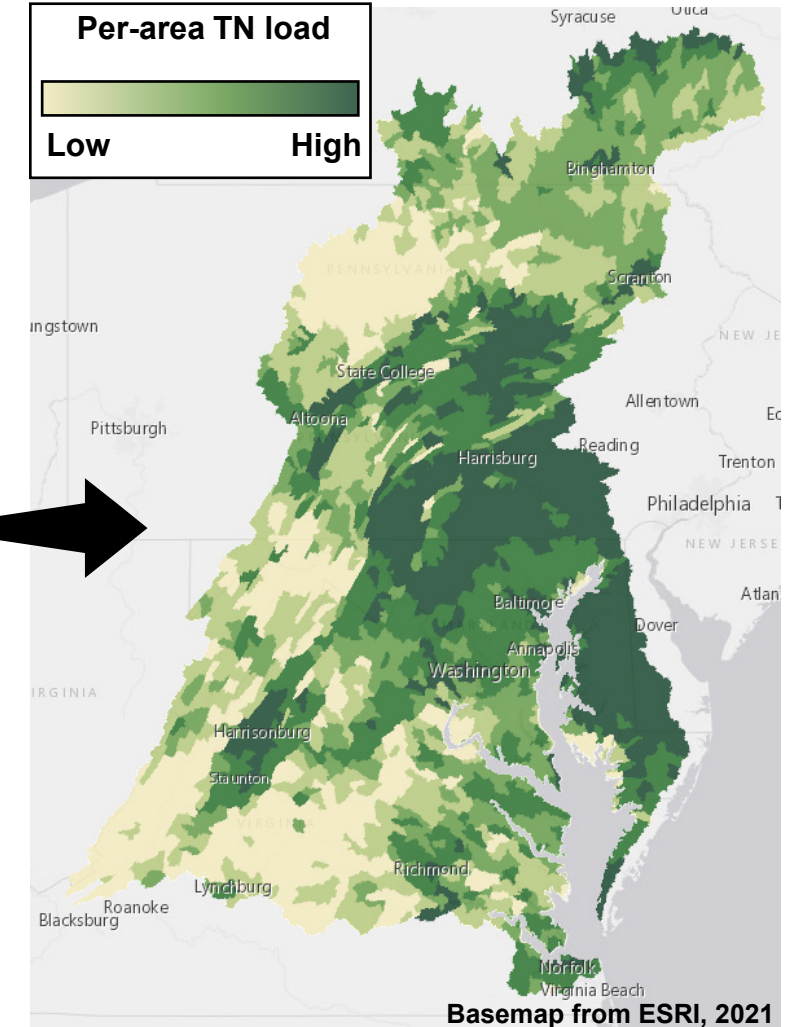 Per-area TN load
Low High
Syracuse
Utica
Binghamton
PENNSYLVANI
Scranton
ungstown
NEW JE
State College
Allentown
Altoona
Pittsburgh
Reading
Harrisburg
Trenton
Philadelphia
NEW JERSE
Atlan
Baltimore
Dover
Annapolis
Washington
IRGINIA
Harrisonburg
Staunton
VIRGINIA
Richmond
Lynchburg
Roanoke
Blacksburg
Norfolk
Virginia Beach
Basemap from ESRI, 2021